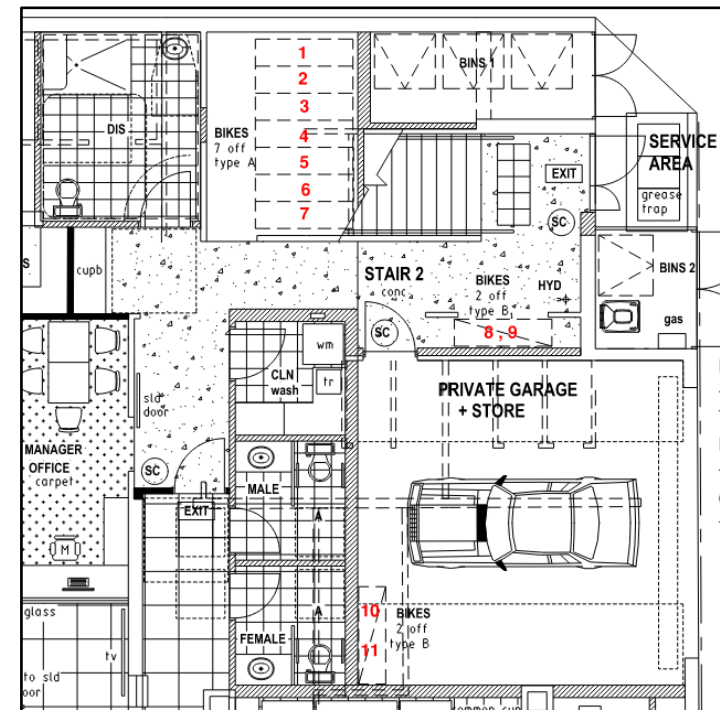 1
2
3
4
5
6
7
BINS 1
DIS
BIKES
7 off
type A
SERVICE
AREA
EXIT
grease
trap
SC
S
cupb
STAIR 2
conc
BIKES
2 off
type B
HYD
BINS 2
gas
8 , 9
SC
wm
tr
CLN
wash
sld
door
PRIVATE GARAGE
+ STORE
MANAGER
OFFICE
carpet
SC
MALE
A
EXIT
M
glass
tv
to sld
oor
FEMALE
A
10
11
BIKES
2 off
type B